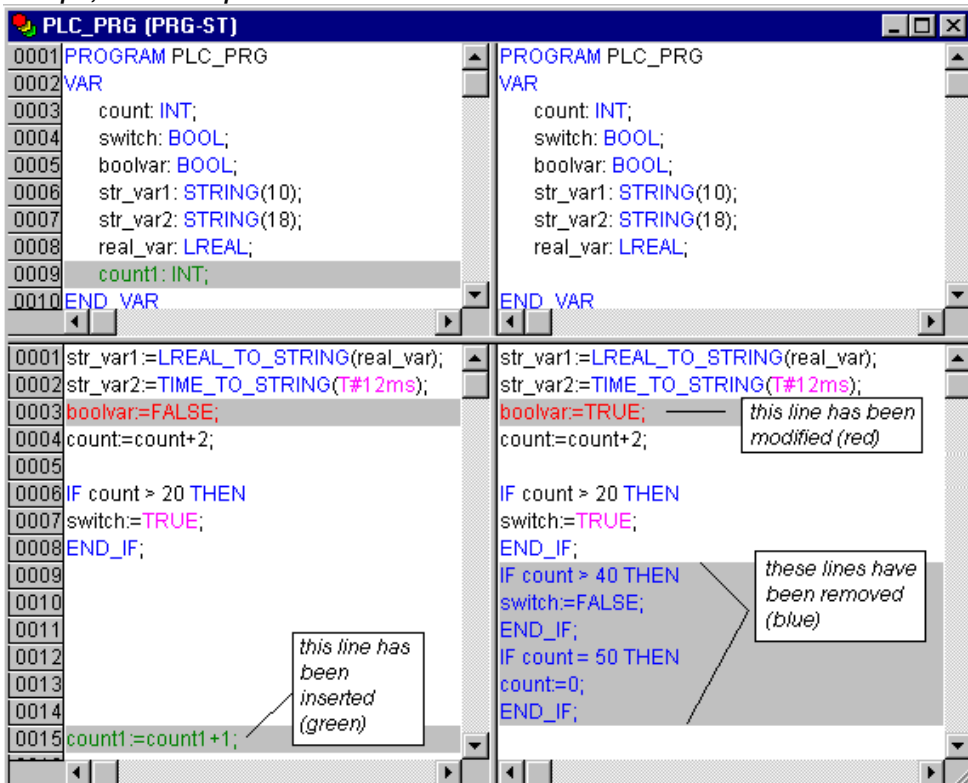 PLC_PRG (PRG-ST)
0001 PROGRAM PLC_PRG
0002 VAR
0003 count: INT;
0004 switch: BOOL;
0005 boolvar: BOOL;
0006 str_var1: STRING(10);
0007 str_var2: STRING(18);
0008 real_var: LREAL;
0009 count1: INT;
0010 END_VAR
PROGRAM PLC_PRG
VAR
count: INT;
switch: BOOL;
boolvar: BOOL;
str_var1: STRING(10);
str_var2: STRING(18);
real_var: LREAL;
END_VAR
0001 str_var1:=LREAL_TO_STRING(real_var);
0002 str_var2:=TIME_TO_STRING(T#12ms);
0003 boolvar:=FALSE;
0004 count:=count+2;
0005
0006 IF count > 20 THEN
0007 switch:=TRUE;
0008 END_IF;
0009
0010
0011
0012
0013
0014
0015 count1:=count1+1;
this line has
been
inserted
(green)
str_var1:=LREAL_TO_STRING(real_var);
str_var2:=TIME_TO_STRING(T#12ms);
boolvar:=TRUE;
count:=count+2;
IF count > 20 THEN
switch:=TRUE;
END_IF;
IF count > 40 THEN
switch:=FALSE;
END_IF;
IF count = 50 THEN
count:=0;
END_IF;
this line has been
modified (red)
these lines have
been removed
(blue)